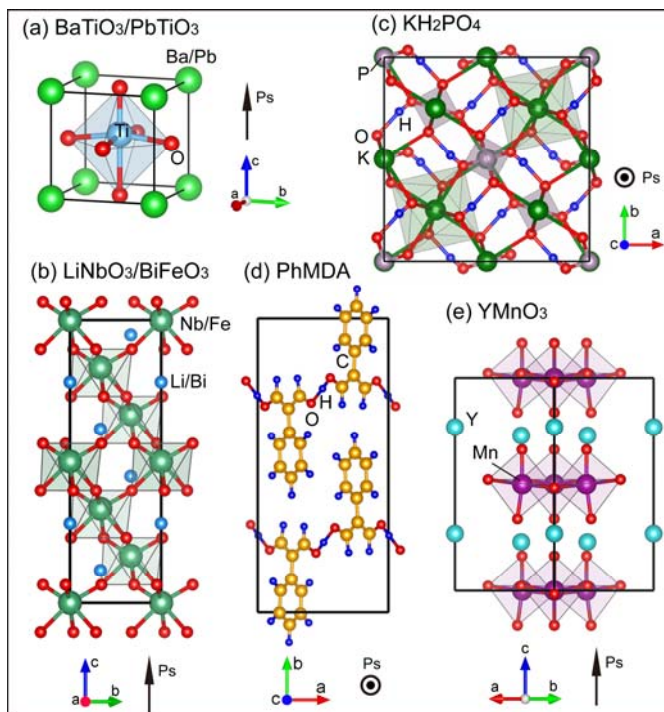 (a) BaTiO3/PbTiO3
Ba/Pb
Ti
O
Ps
c
a
b
(c) KH2PO4
P
H
O
K
Ps
b
c
a
(b) LiNbO3/BiFeO3
Nb/Fe
Li/Bi
c
a
b
Ps
(d) PhMDA
C
H
O
b
c
a
Ps
(e) YMnO3
Y
Mn
c
a
b
Ps